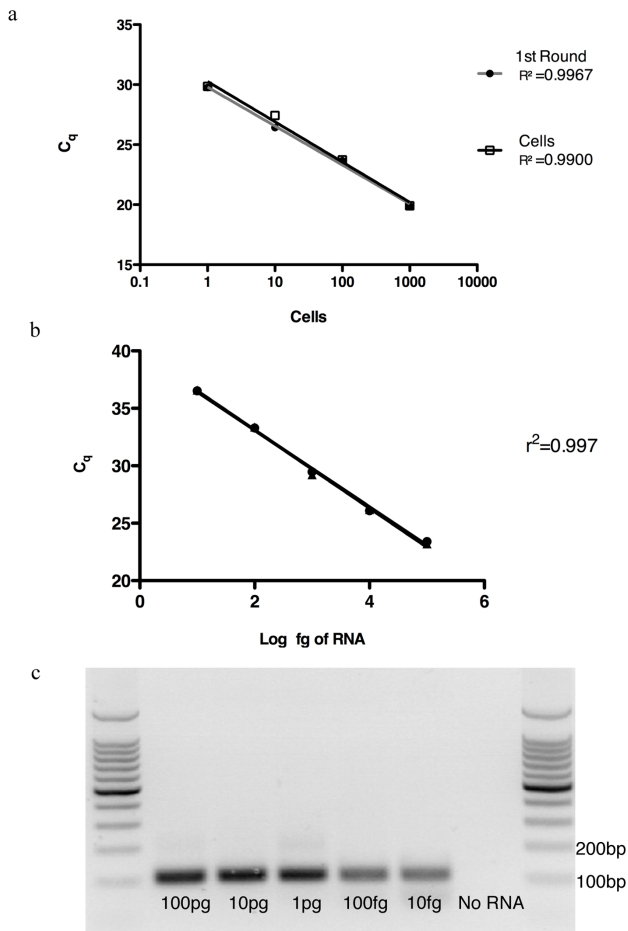 a
35
30
25
20
15
Cq
0.1 1 10 100 1000 10000
Cells
1st Round
R²=0.9967
Cells
R²=0.9900
b
40
35
30
25
20
Cq
0 2 4 6
Log fg of RNA
r²=0.997
c
200bp
100bp
100pg 10pg 1pg 100fg 10fg No RNA